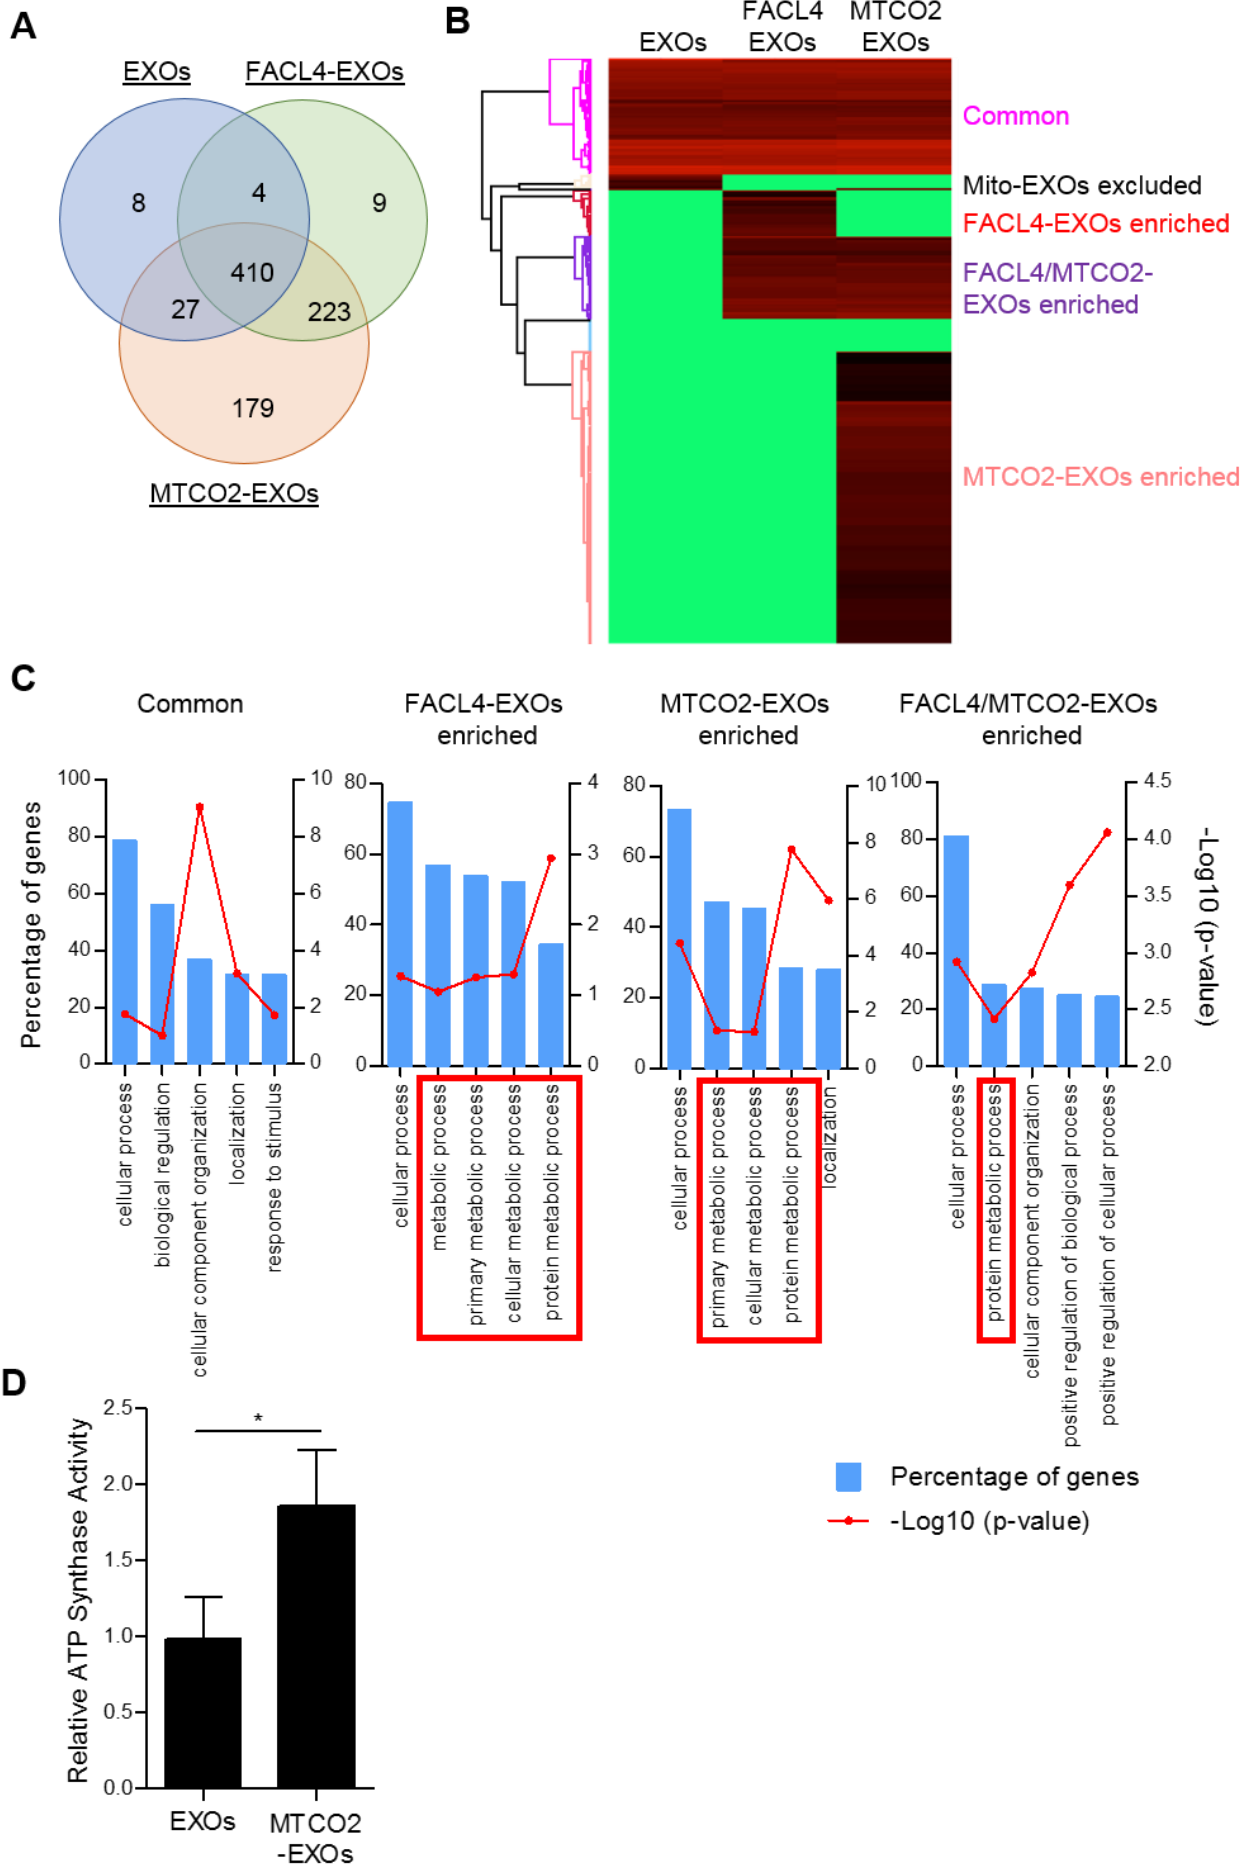 A
EXOs
FACL4-EXOs
8
4
9
410
27
223
179
MTCO2-EXOs
B
EXOs
FACL4
EXOs
MTCO2
EXOs
Common
Mito-EXOs excluded
FACL4-EXOs enriched
FACL4/MTCO2-
EXOs enriched
MTCO2-EXOs enriched
C
Percentage of genes
Common
100
80
60
40
20
0
10
8
6
4
2
0
cellular process
biological regulation
cellular component organization
localization
response to stimulus
FACL4-EXOs
enriched
80
60
40
20
0
4
3
2
1
0
cellular process
metabolic process
primary metabolic process
cellular metabolic process
protein metabolic process
MTCO2-EXOs
enriched
80
60
40
20
0
10
8
6
4
2
0
cellular process
primary metabolic process
cellular metabolic process
protein metabolic process
localization
FACL4/MTCO2-EXOs
enriched
100
80
60
40
20
0
4.5
4.0
3.5
3.0
2.5
2.0
cellular process
protein metabolic process
cellular component organization
positive regulation of biological process
positive regulation of cellular process
-Log10 (p-value)
Percentage of genes
-Log10 (p-value)
D
Relative ATP Synthase Activity
2.5
2.0
1.5
1.0
0.5
0.0
*
EXOs
MTCO2
-EXOs